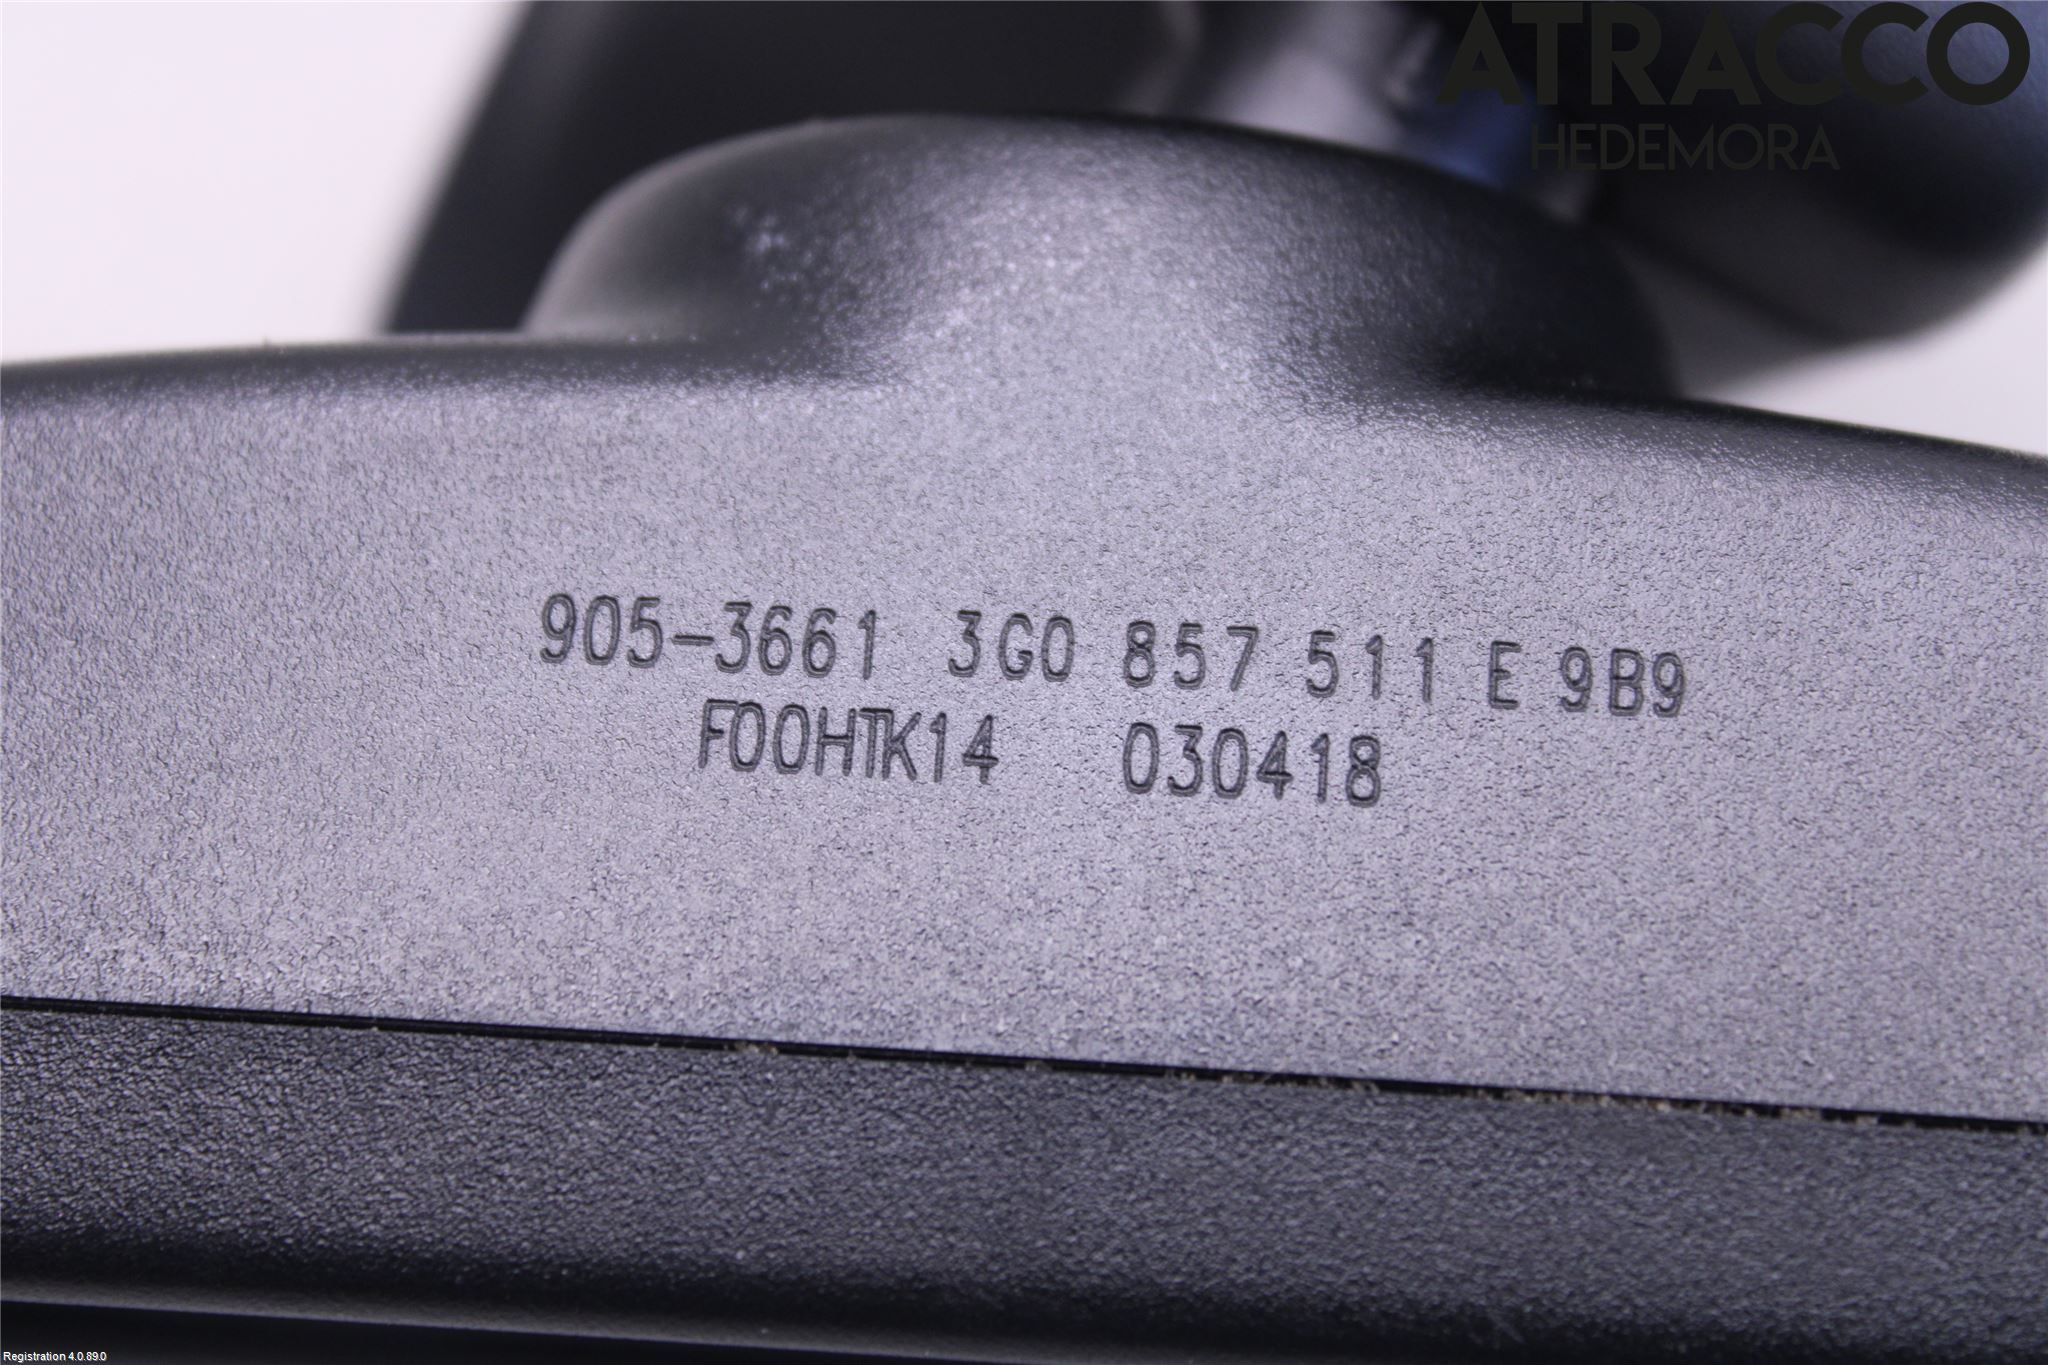 ATRACCO
HEDEMORA
905-3661 3G0 857 511 E 9B9
F00HTK14 030418
Registration 4.0.89.0